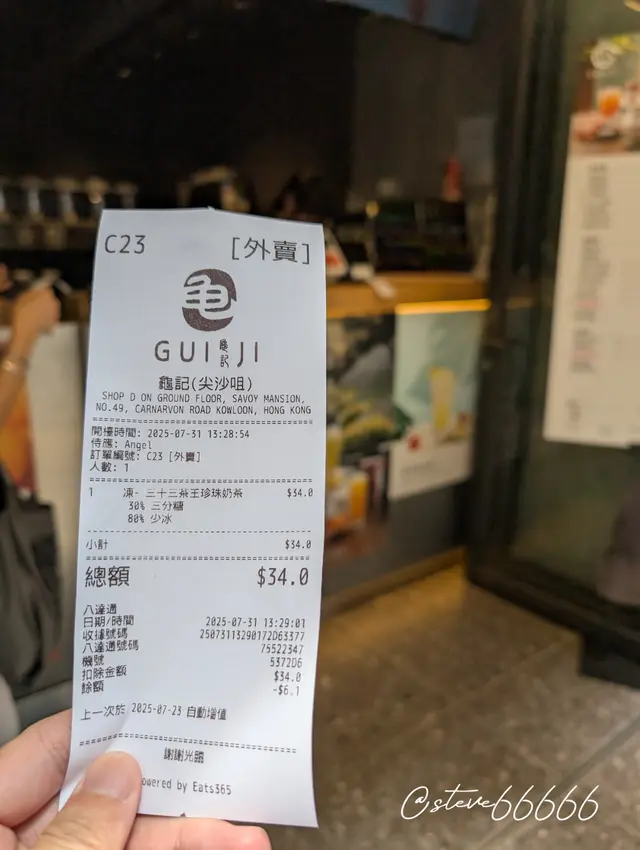 C23 [外賣]
GUI 龜記 JI
龜記(尖沙咀)
SHOP D ON GROUND FLOOR, SAVOY MANSION,
NO.49, CARNARVON ROAD KOWLOON, HONG KONG
開檯時間: 2025-07-31 13:28:54
侍應: Angel
訂單編號: C23 [外賣]
人數: 1
1 凍- 三十三茶王珍珠奶茶 $34.0
30% 三分糖
80% 少冰
小計 $34.0
總額 $34.0
八達通
日期/時間 2025-07-31 13:29:01
收據號碼 25073113290172D63377
八達通號碼 75522347
機號 5372D6
扣除金額 $34.0
餘額 -$6.1
上一次於 2025-07-23 自動增值
謝謝光臨
owered by Eats365
@steve66666